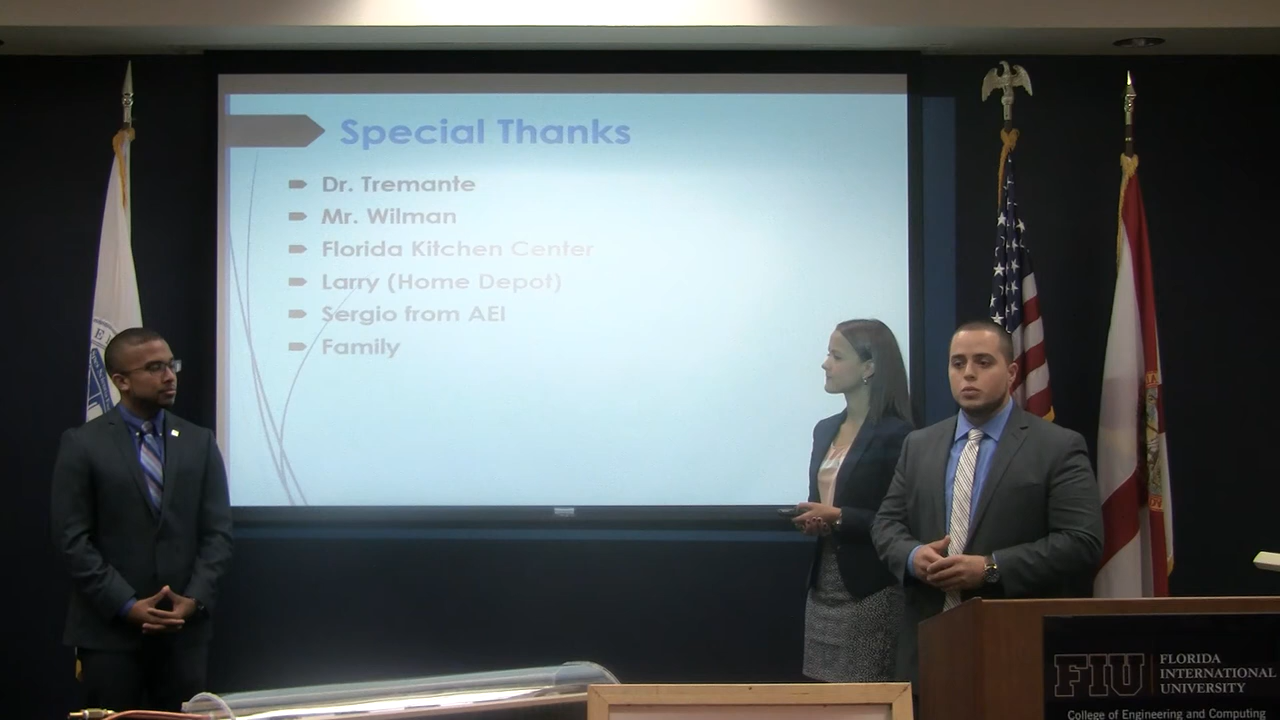 Special Thanks
Dr. Tremante
Mr. Wilman
Florida Kitchen Center
Larry (Home Depot)
Sergio from AEI
Family
FIU
FLORIDA
INTERNATIONAL
UNIVERSITY
College of Engineering and Computing